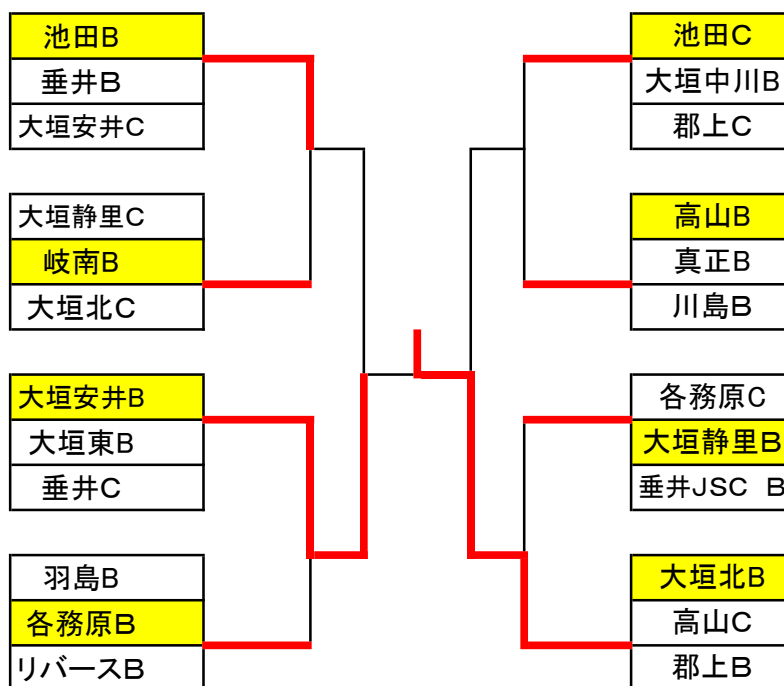 池田B
垂井B
大垣安井C
大垣静里C
岐南B
大垣北C
大垣安井B
大垣東B
垂井C
羽島B
各務原B
リバースB
池田C
大垣中川B
郡上C
高山B
真正B
川島B
各務原C
大垣静里B
垂井JSC B
大垣北B
高山C
郡上B